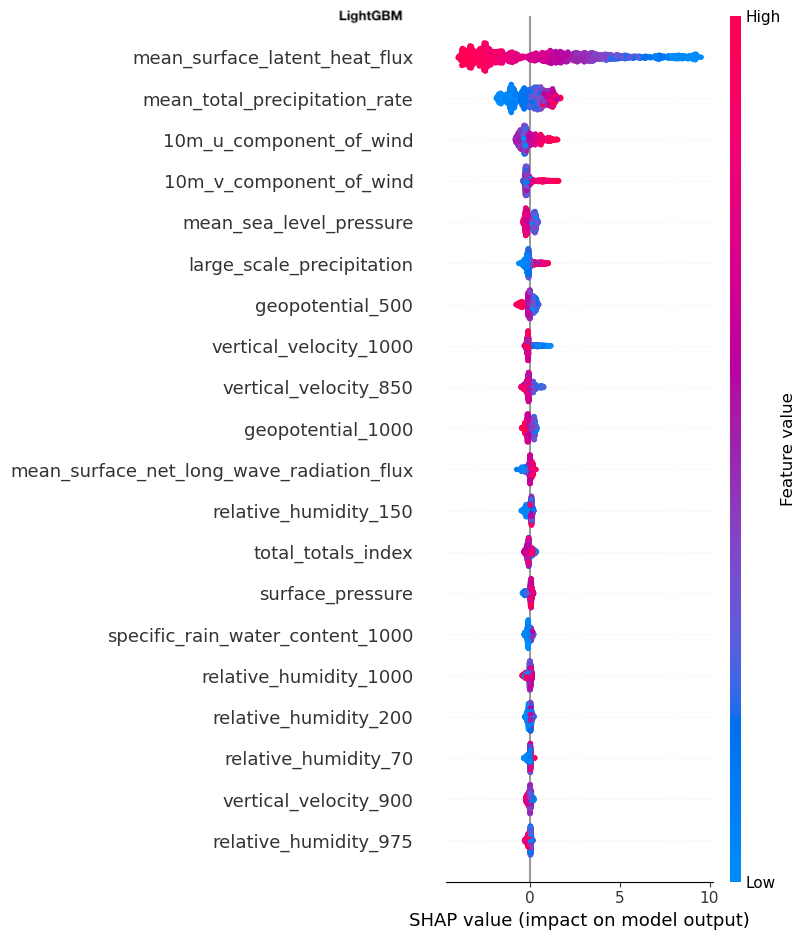 LightGBM
High
mean_surface_latent_heat_flux
mean_total_precipitation_rate
10m_u_component_of_wind
10m_v_component_of_wind
mean_sea_level_pressure
large_scale_precipitation
geopotential_500
vertical_velocity_1000
vertical_velocity_850
geopotential_1000
mean_surface_net_long_wave_radiation_flux
relative_humidity_150
total_totals_index
surface_pressure
specific_rain_water_content_1000
relative_humidity_1000
relative_humidity_200
relative_humidity_70
vertical_velocity_900
relative_humidity_975
Feature value
Low
0 5 10
SHAP value (impact on model output)